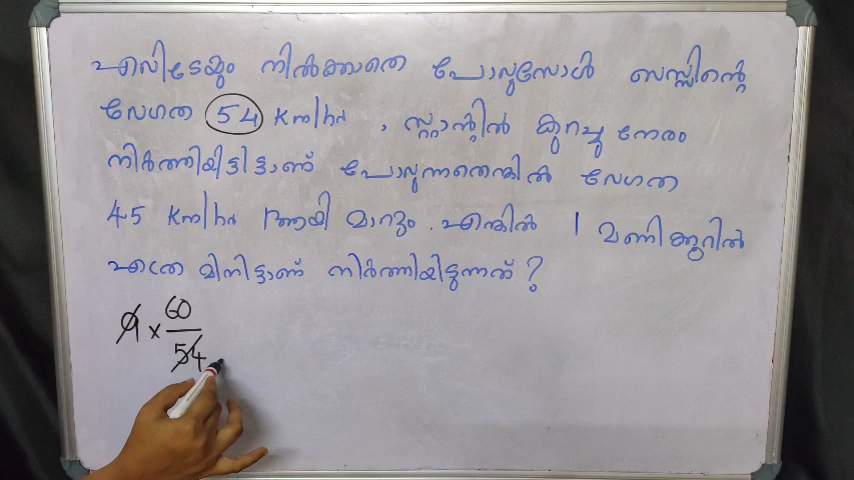 എവിടേയും നിൽക്കാതെ പോവുമ്പോൾ ബസ്സിന്റെ
വേഗത 54 Km/hr , സ്റ്റാന്റിൽ കുറച്ചു നേരം
നിർത്തിയിട്ടിട്ടാണ് പോവുന്നതെങ്കിൽ വേഗത
45 Km/hr ആയി മാറും . എങ്കിൽ 1 മണിക്കൂറിൽ
എത്ര മിനിട്ടാണ് നിർത്തിയിടുന്നത് ?
9 × 60/54